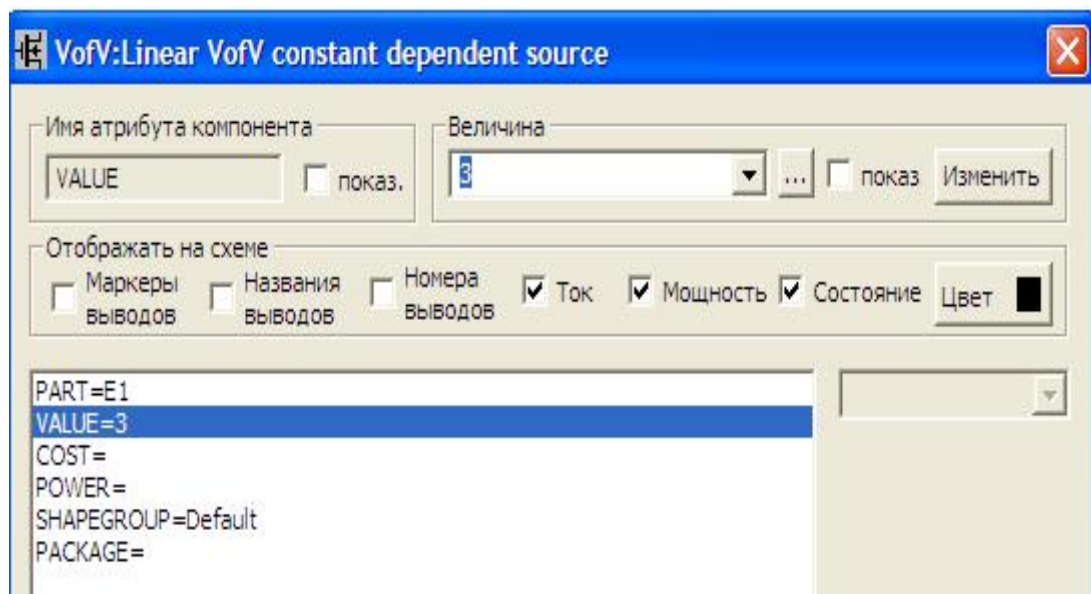 VofV:Linear VofV constant dependent source
Имя атрибута компонента
Величина
VALUE
показ.
3
...
показ
Изменить
Отображать на схеме
Маркеры
выводов
Названия
выводов
Номера
выводов
Ток
Мощность
Состояние
Цвет
PART=E1
VALUE=3
COST=
POWER=
SHAPEGROUP=Default
PACKAGE=